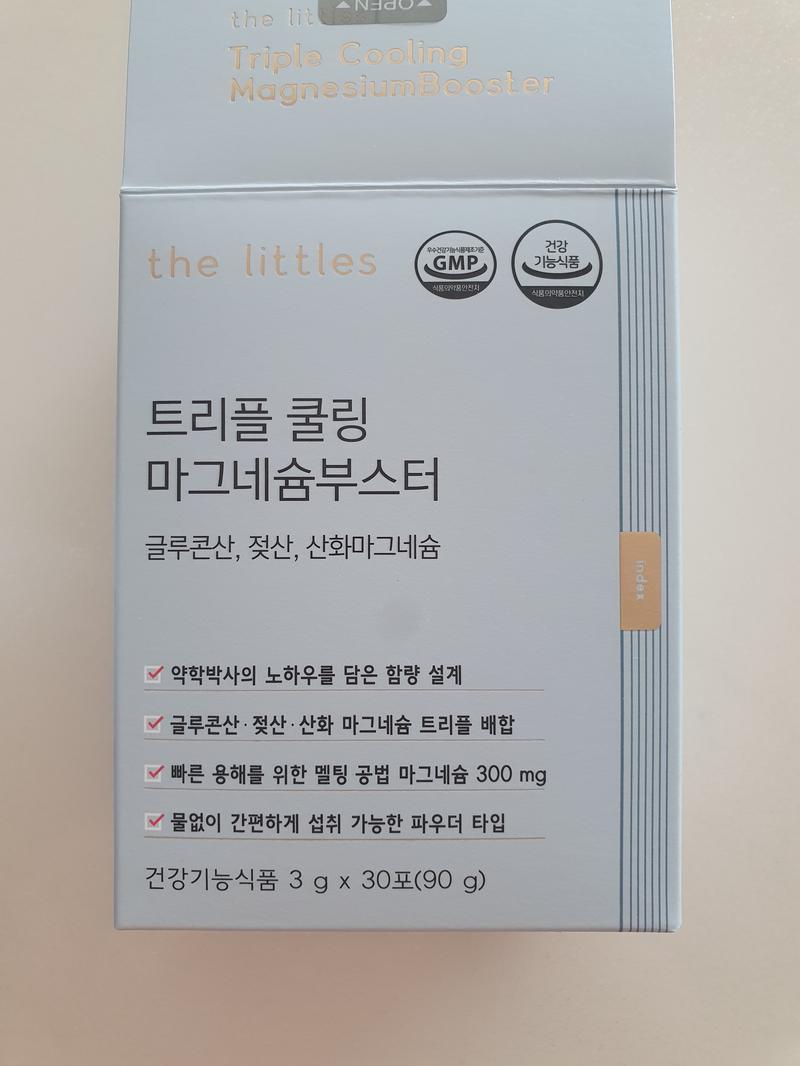 ▲OPEN▲
the lit
Triple Cooling
MagnesiumBooster
the littles
우수건강기능식품제조기준
GMP
식품의약품안전처
건강
기능식품
식품의약품안전처
트리플 쿨링
마그네슘부스터
글루콘산, 젖산, 산화마그네슘
index
약학박사의 노하우를 담은 함량 설계
글루콘산·젖산·산화 마그네슘 트리플 배합
빠른 용해를 위한 멜팅 공법 마그네슘 300 mg
물없이 간편하게 섭취 가능한 파우더 타입
건강기능식품 3 g x 30포(90 g)